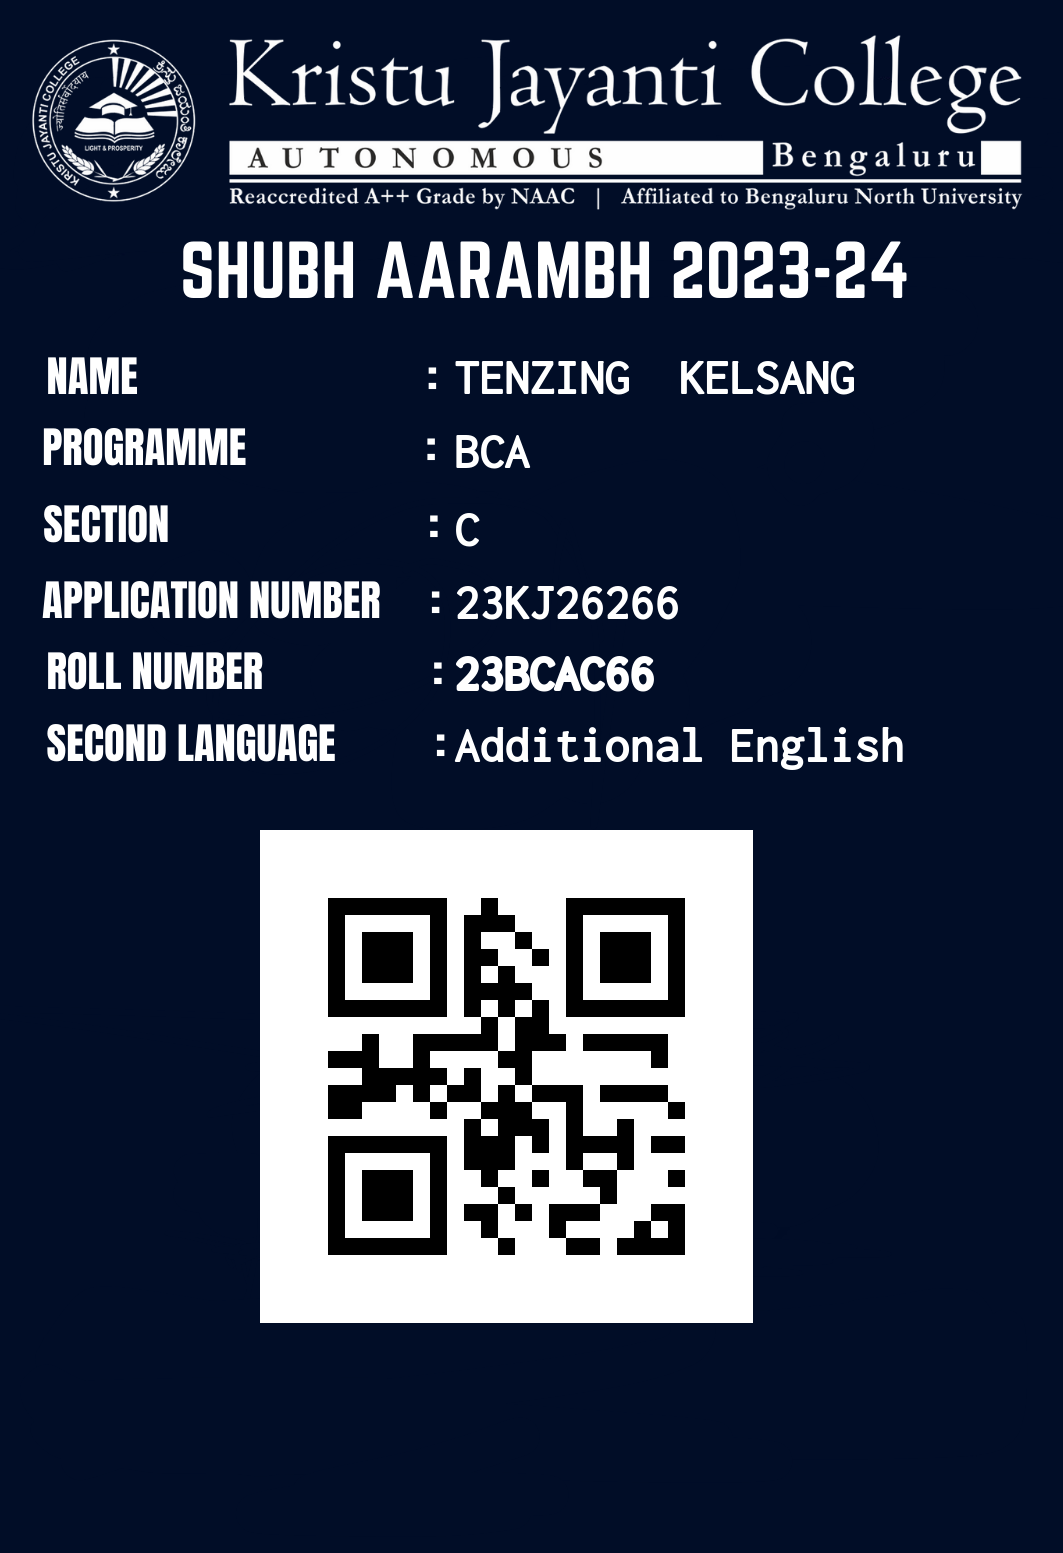 KRISTU JAYANTI COLLEGE
ಕ್ರಿಸ್ತು ಜಯಂತಿ ಕಾಲೇಜು
LIGHT & PROSPERITY
Kristu Jayanti College
AUTONOMOUS Bengaluru
Reaccredited A++ Grade by NAAC | Affiliated to Bengaluru North University
SHUBH AARAMBH 2023-24
NAME : TENZING KELSANG
PROGRAMME : BCA
SECTION : C
APPLICATION NUMBER : 23KJ26266
ROLL NUMBER : 23BCAC66
SECOND LANGUAGE : Additional English